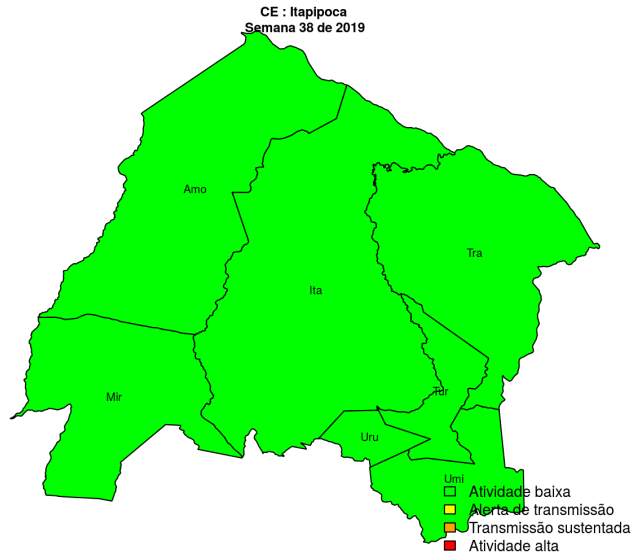 CE : Itapipoca
Semana 38 de 2019
Amo
Tra
Ita
Tur
Mir
Uru
Umi
Atividade baixa
Alerta de transmissão
Transmissão sustentada
Atividade alta